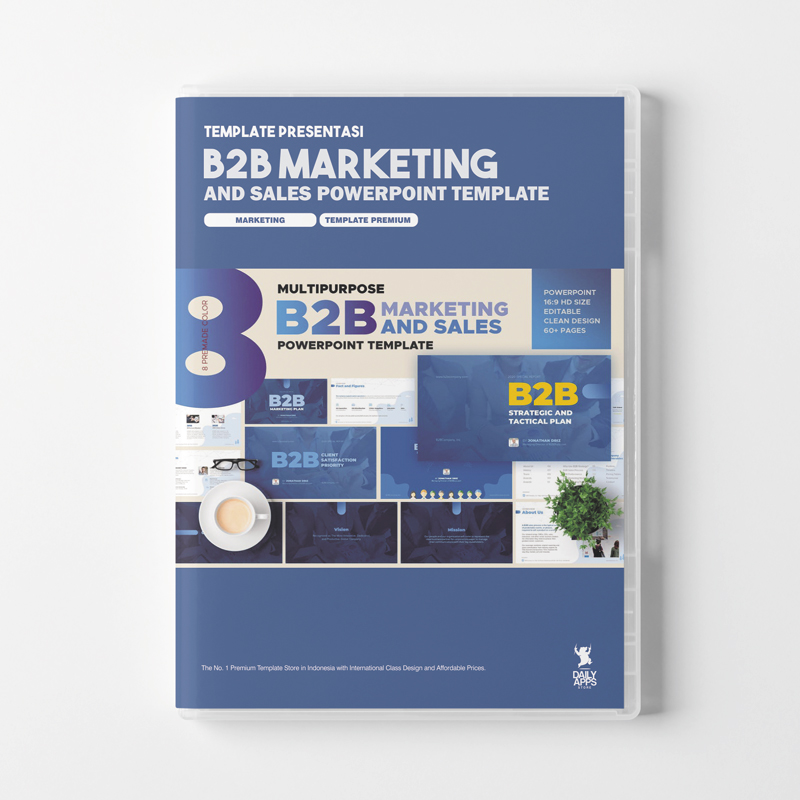 TEMPLATE PRESENTASI
B2B MARKETING
AND SALES POWERPOINT TEMPLATE
MARKETING
TEMPLATE PREMIUM
8 PREMADE COLOR
MULTIPURPOSE
B2B MARKETING
AND SALES
POWERPOINT TEMPLATE
POWERPOINT
16:9 HD SIZE
EDITABLE
CLEAN DESIGN
60+ PAGES
B2B
MARKETING PLAN
B2B
STRATEGIC AND
TACTICAL PLAN
B2B CLIENT
SATISFACTION
PRIORITY
Vision
Mission
About Us
The No. 1 Premium Template Store in Indonesia with International Class Design and Affordable Prices.
DAILY
APPS
STORE